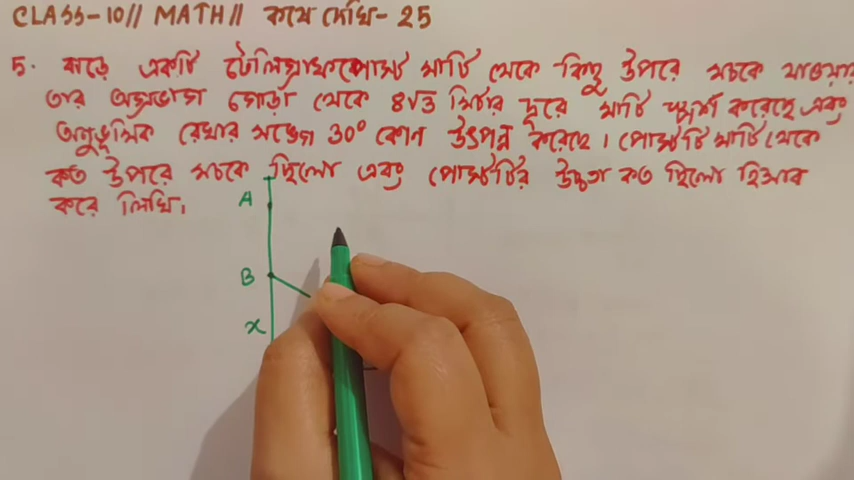 CLASS-10// MATH// কষে দেখি- 25
5. ঝড়ে একটি টেলিগ্রাফপোস্ট মাটি থেকে কিছু উপরে মচকে যাওয়ায়
তার অগ্রভাগ গোড়া থেকে 8√3 মিটার দূরে মাটি স্পর্শ করেছে এবং
অনুভূমিক রেখার সঙ্গে 30° কোণ উৎপন্ন করেছে। পোস্টটি মাটি থেকে
কত উপরে মচকে ছিলো এবং পোস্টটির উচ্চতা কত ছিলো হিসাব
করে লিখি।
A
B
x